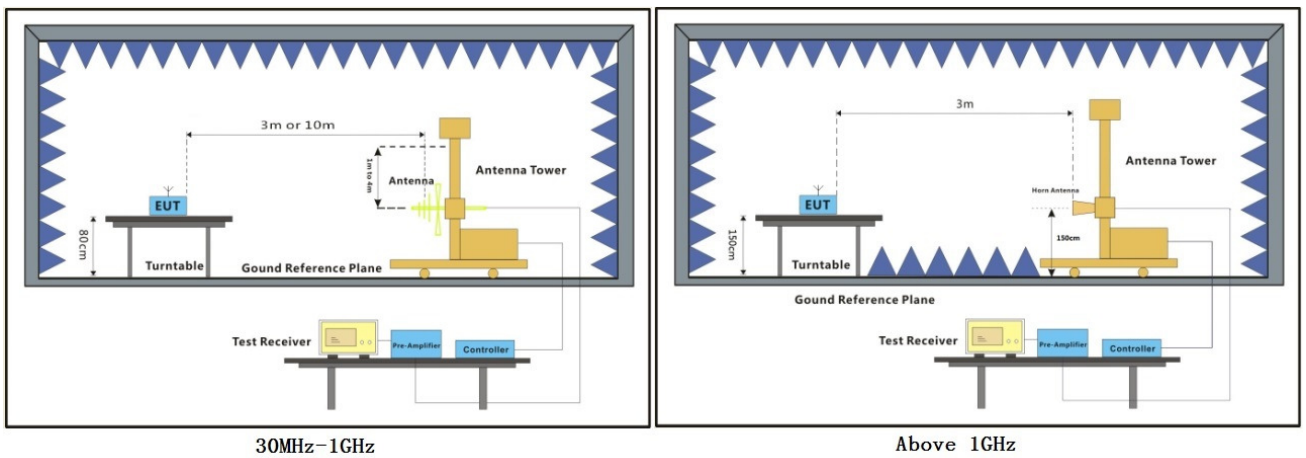 3m or 10m
1m to 4m
Antenna
Antenna Tower
EUT
80cm
Turntable
Gound Reference Plane
Test Receiver
Pre-Amplifier
Controller
30MHz-1GHz
3m
Antenna Tower
Horn Antenna
EUT
150cm
150cm
Turntable
Gound Reference Plane
Test Receiver
Pre-Amplifier
Controller
Above 1GHz